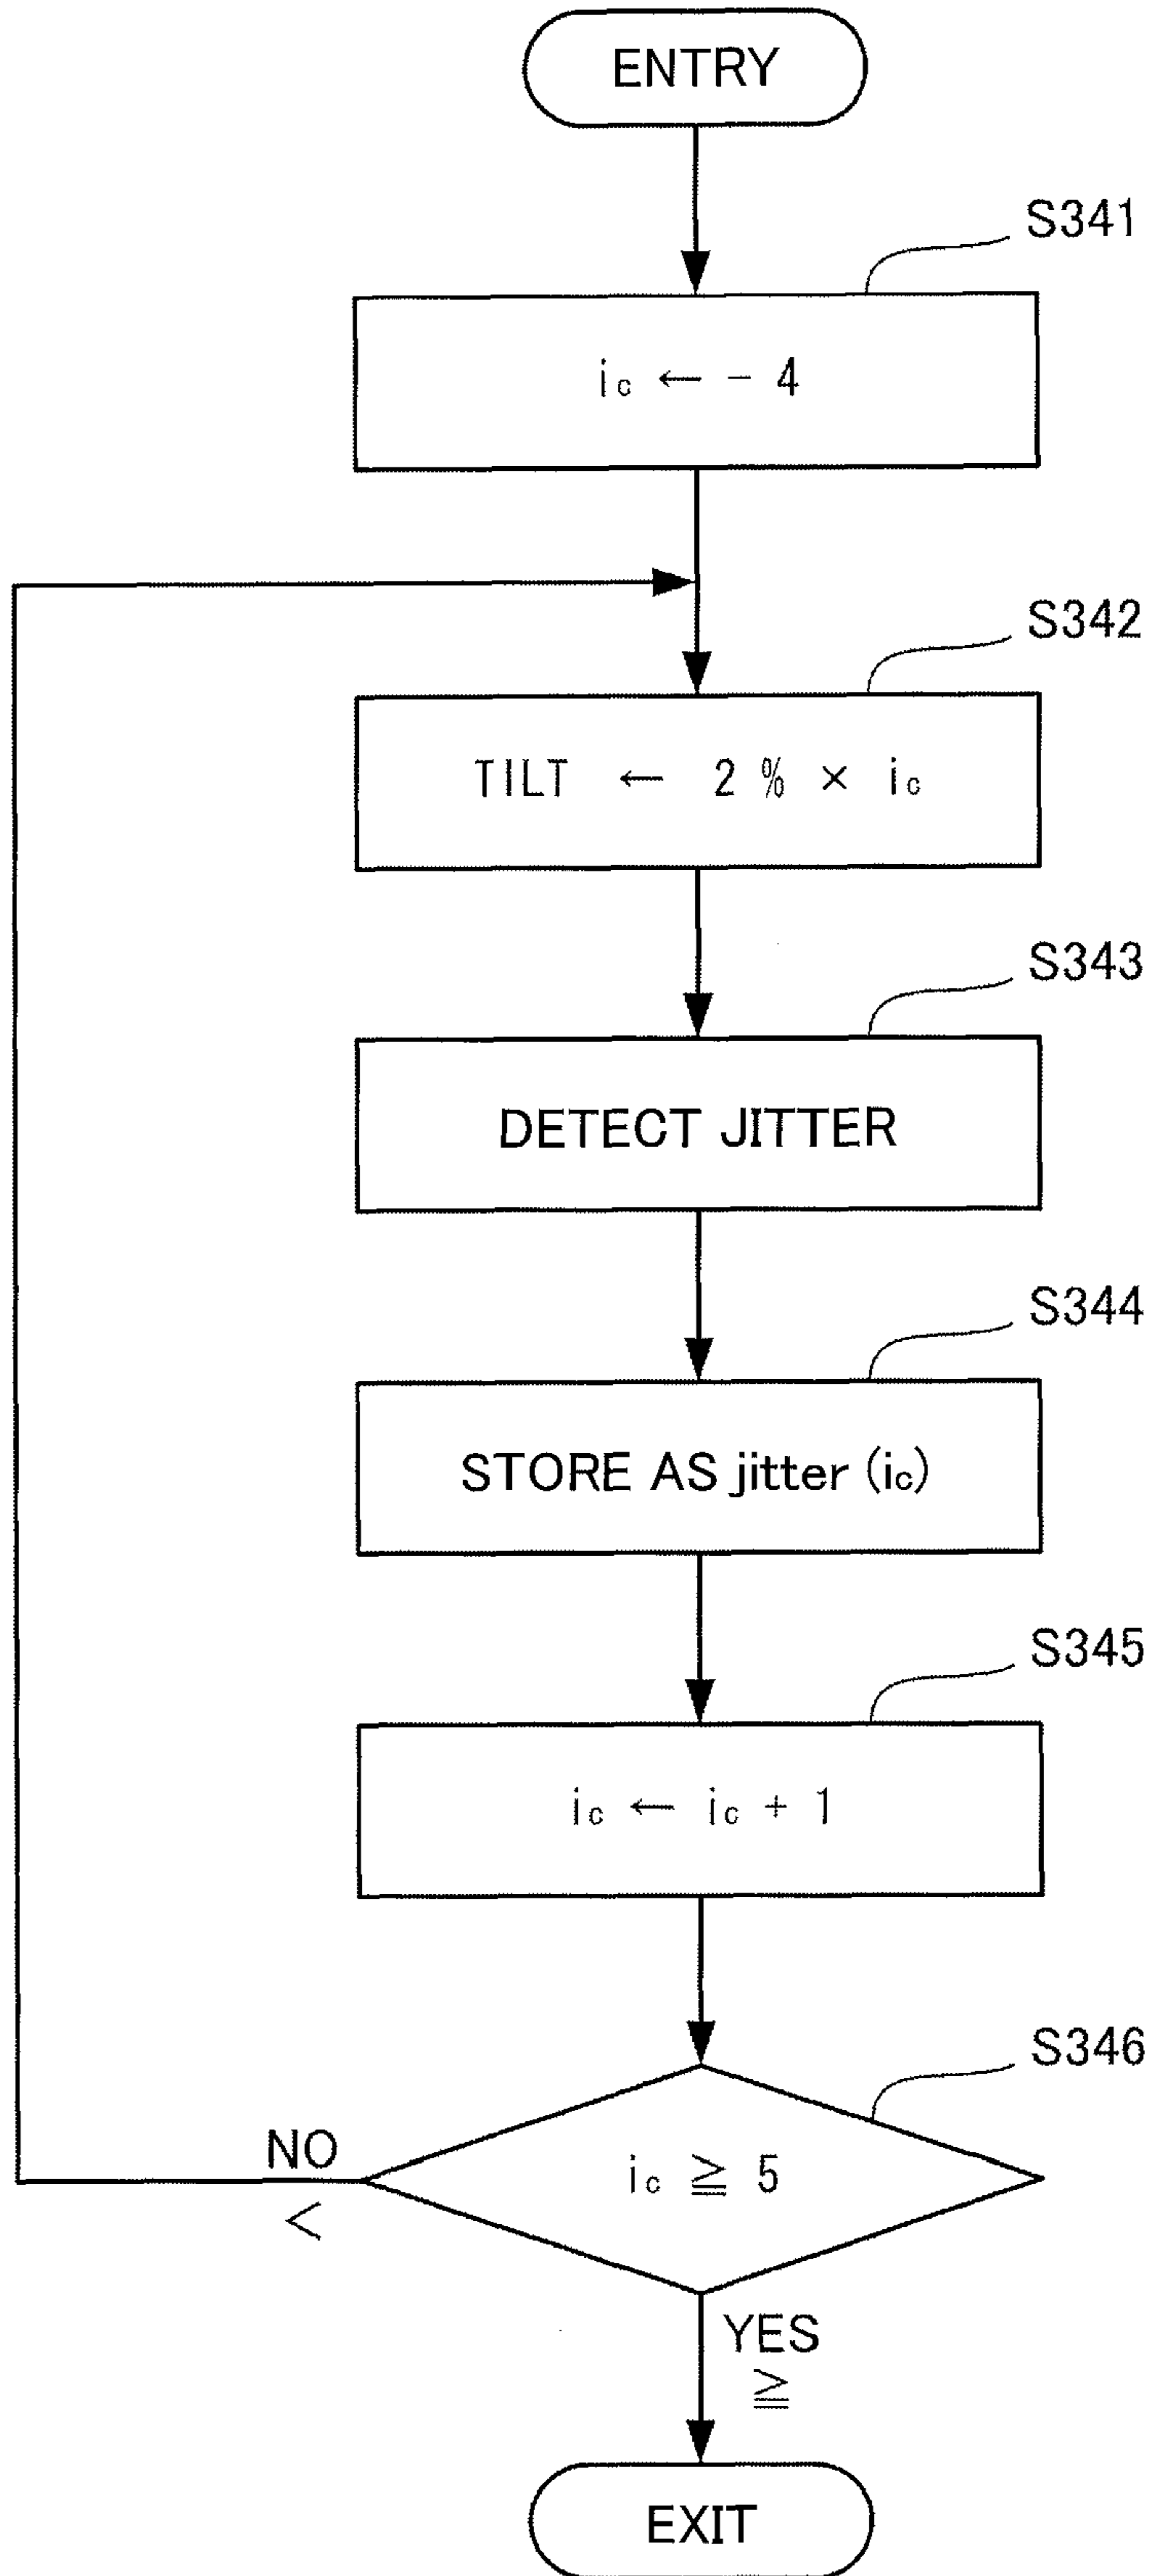 ENTRY
S341
ic ← - 4
S342
TILT ← 2 % × ic
S343
DETECT JITTER
S344
STORE AS jitter (ic)
S345
ic ← ic + 1
S346
NO
<
ic ≧ 5
YES
≧
EXIT